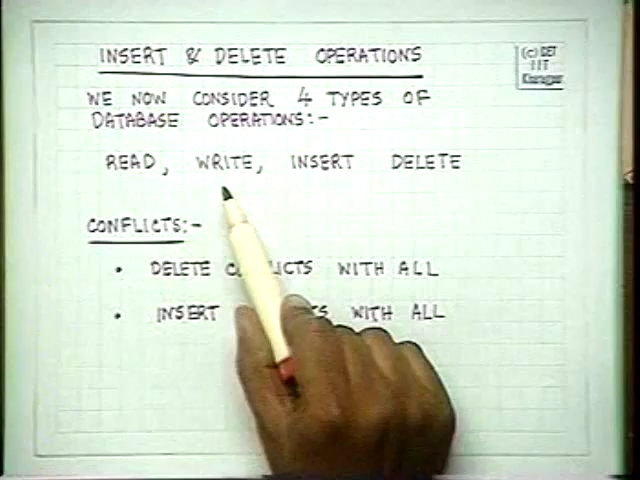 INSERT & DELETE OPERATIONS
(c) DET
IIT
Kharagpur
WE NOW CONSIDER 4 TYPES OF
DATABASE OPERATIONS:-
READ, WRITE, INSERT DELETE
CONFLICTS:-
• DELETE WITH ALL
• INSERT WITH ALL